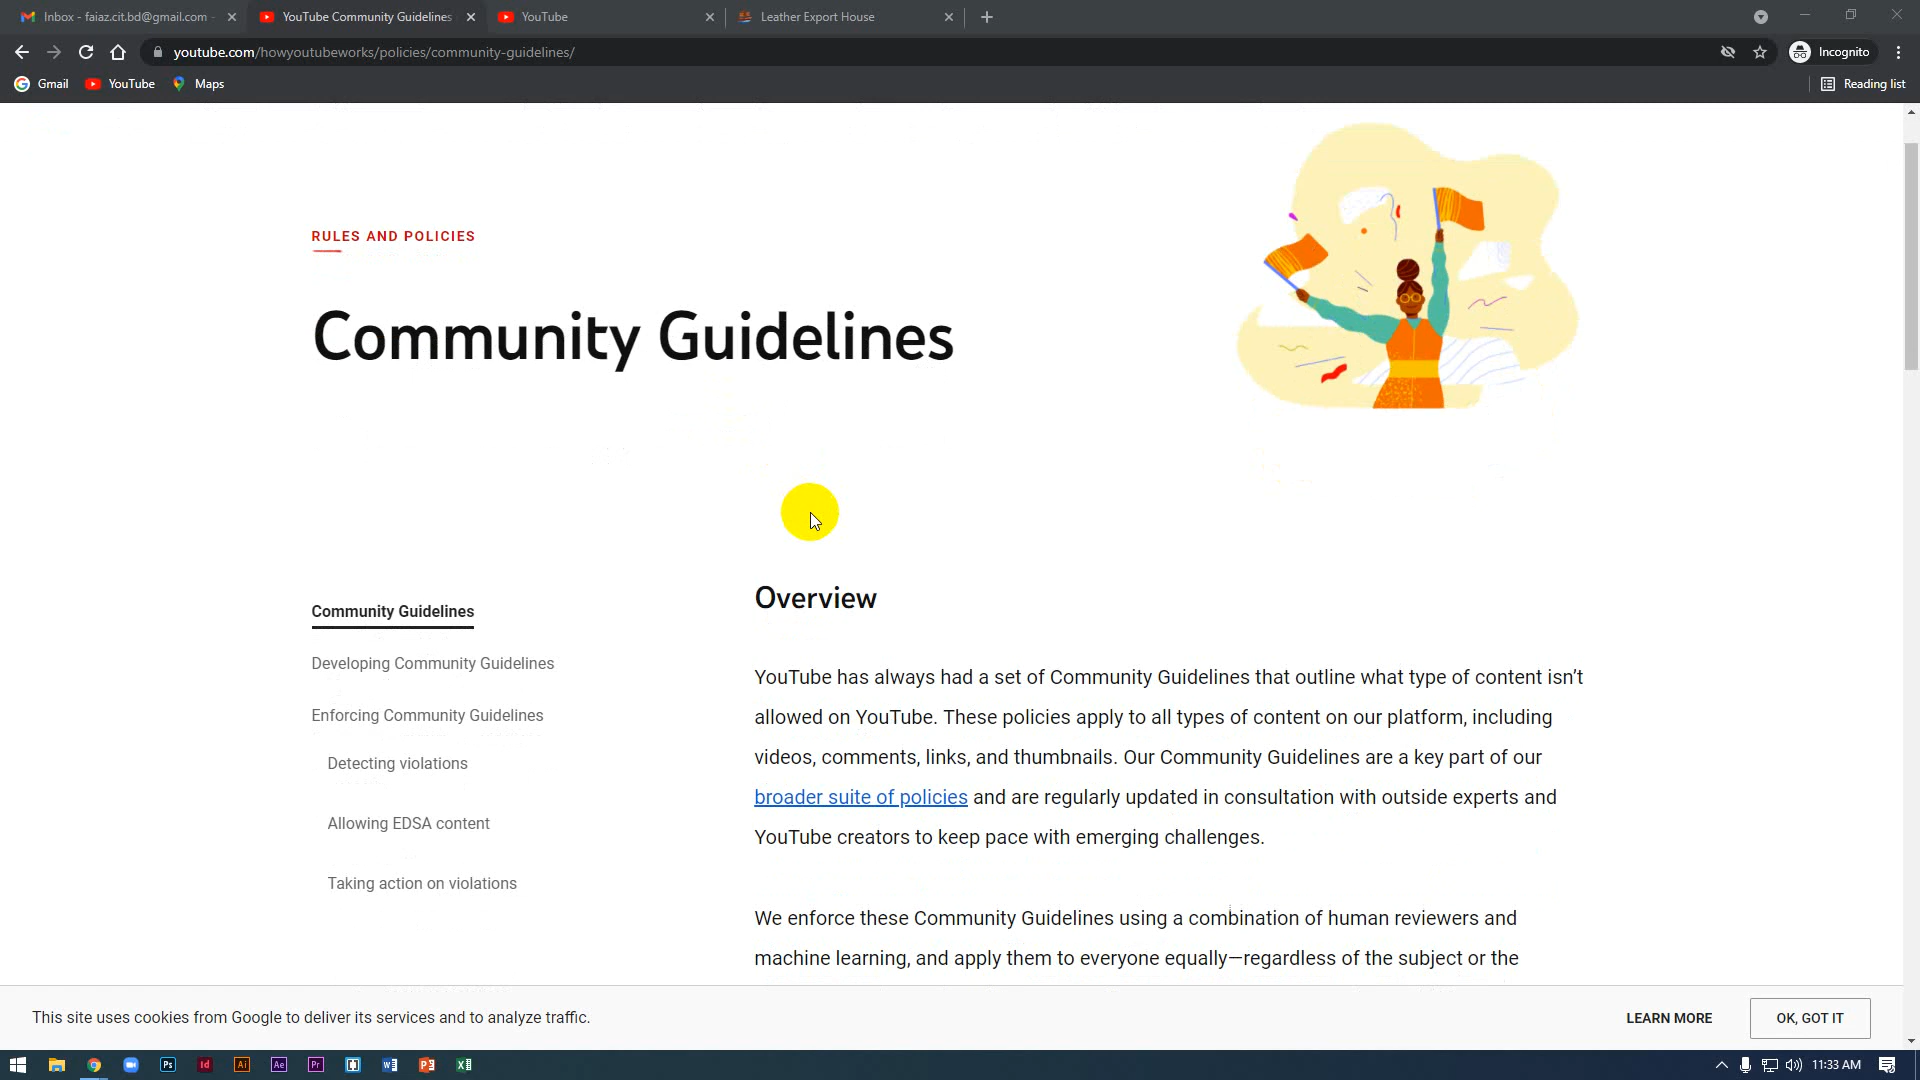 Inbox - faiaz.cit.bd@gmail.com -
YouTube Community Guidelines
YouTube
Leather Export House
youtube.com/howyoutubeworks/policies/community-guidelines/
Incognito
Gmail
YouTube
Maps
Reading list
RULES AND POLICIES
Community Guidelines
Community Guidelines
Developing Community Guidelines
Enforcing Community Guidelines
Detecting violations
Allowing EDSA content
Taking action on violations
Overview
YouTube has always had a set of Community Guidelines that outline what type of content isn’t
allowed on YouTube. These policies apply to all types of content on our platform, including
videos, comments, links, and thumbnails. Our Community Guidelines are a key part of our
broader suite of policies and are regularly updated in consultation with outside experts and
YouTube creators to keep pace with emerging challenges.
We enforce these Community Guidelines using a combination of human reviewers and
machine learning, and apply them to everyone equally—regardless of the subject or the
This site uses cookies from Google to deliver its services and to analyze traffic.
LEARN MORE
OK, GOT IT
Ps
Id
Ai
Ae
Pr
11:33 AM